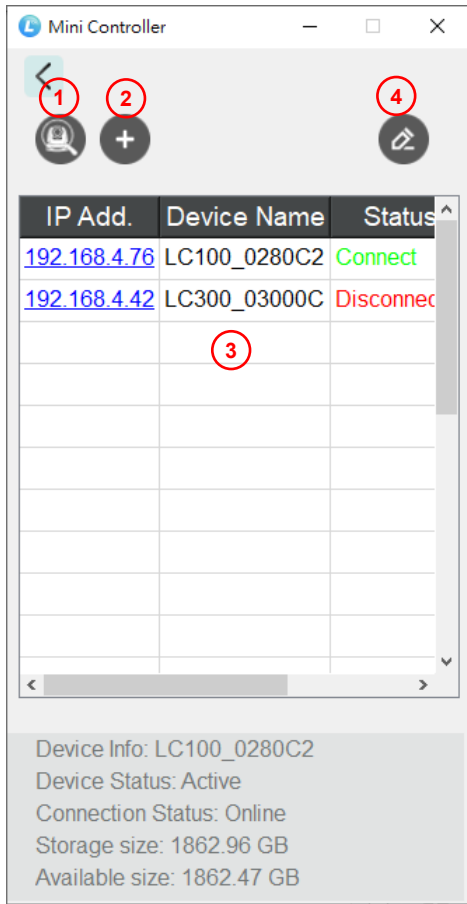 Mini Controller
1 2 4
IP Add. Device Name Status
192.168.4.76 LC100_0280C2 Connect
192.168.4.42 LC300_03000C Disconnec
3
Device Info: LC100_0280C2
Device Status: Active
Connection Status: Online
Storage size: 1862.96 GB
Available size: 1862.47 GB